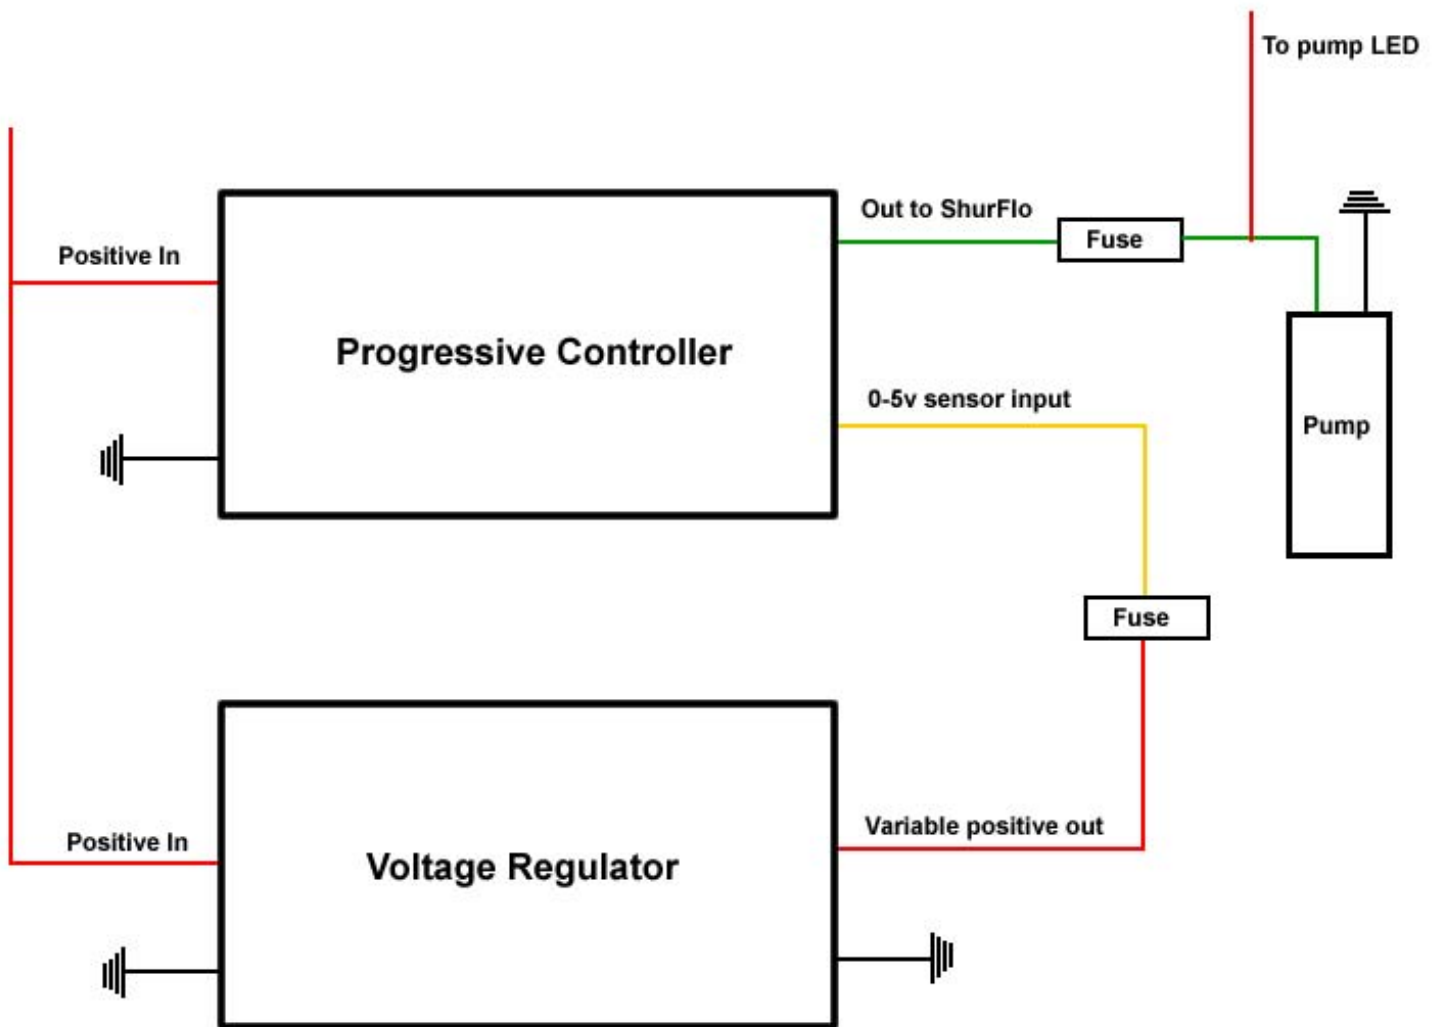 To pump LED
Out to ShurFlo
Positive In
Fuse
Progressive Controller
0-5v sensor input
Pump
Fuse
Variable positive out
Positive In
Voltage Regulator